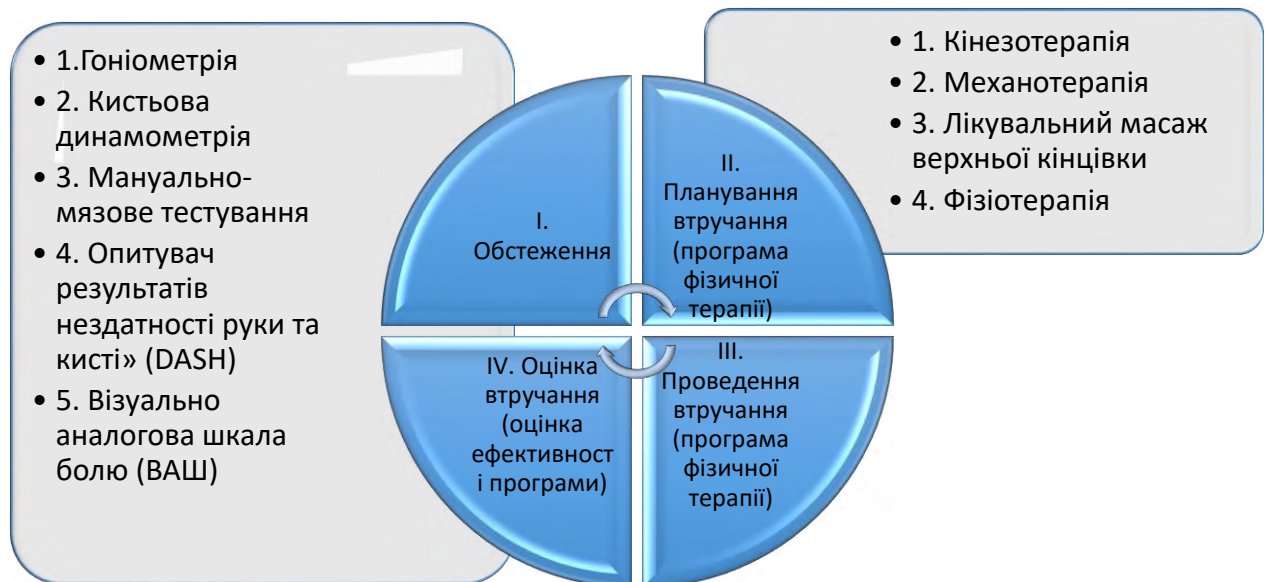 • 1.Гоніометрія
• 2. Кистьова
динамометрія
• 3. Мануально-
мязове тестування
• 4. Опитувач
результатів
нездатності руки та
кисті» (DASH)
• 5. Візуально
аналогова шкала
болю (ВАШ)
• 1. Кінезотерапія
• 2. Механотерапія
• 3. Лікувальний масаж
верхньої кінцівки
• 4. Фізіотерапія
І.
Обстеження
ІІ.
Планування
втручання
(програма
фізичної
терапії)
ІІІ.
Проведення
втручання
(програма
фізичної
терапії)
IV. Оцінка
втручання
(оцінка
ефективност
і програми)